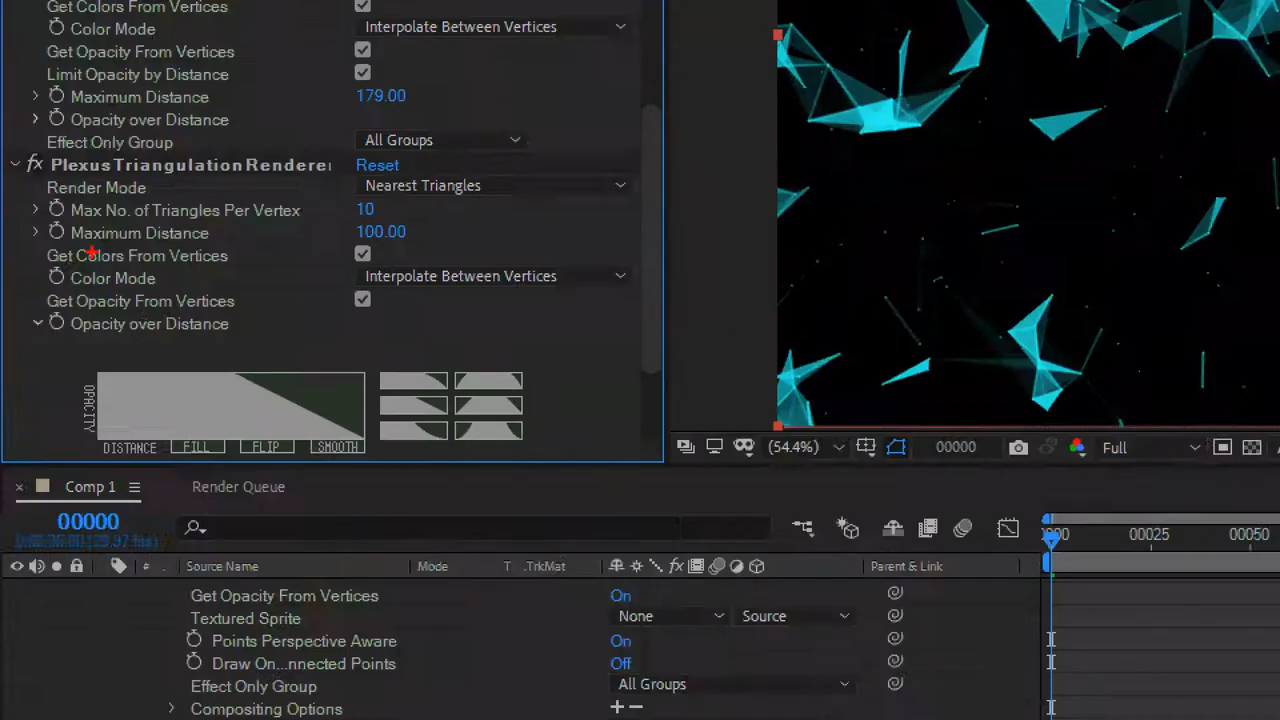 Get Colors From Vertices
Color Mode Interpolate Between Vertices
Get Opacity From Vertices
Limit Opacity by Distance
Maximum Distance 179.00
Opacity over Distance
Effect Only Group All Groups
fx Plexus Triangulation Renderer Reset
Render Mode Nearest Triangles
Max No. of Triangles Per Vertex 10
Maximum Distance 100.00
Get Colors From Vertices
Color Mode Interpolate Between Vertices
Get Opacity From Vertices
Opacity over Distance
OPACITY
DISTANCE FILL FLIP SMOOTH
(54.4%) 00000 Full
Comp 1 Render Queue
00000
00025 00050
# Source Name Mode T .TrkMat fx Parent & Link
Get Opacity From Vertices On
Textured Sprite None Source
Points Perspective Aware On
Draw On...nnected Points Off
Effect Only Group All Groups
Compositing Options + −